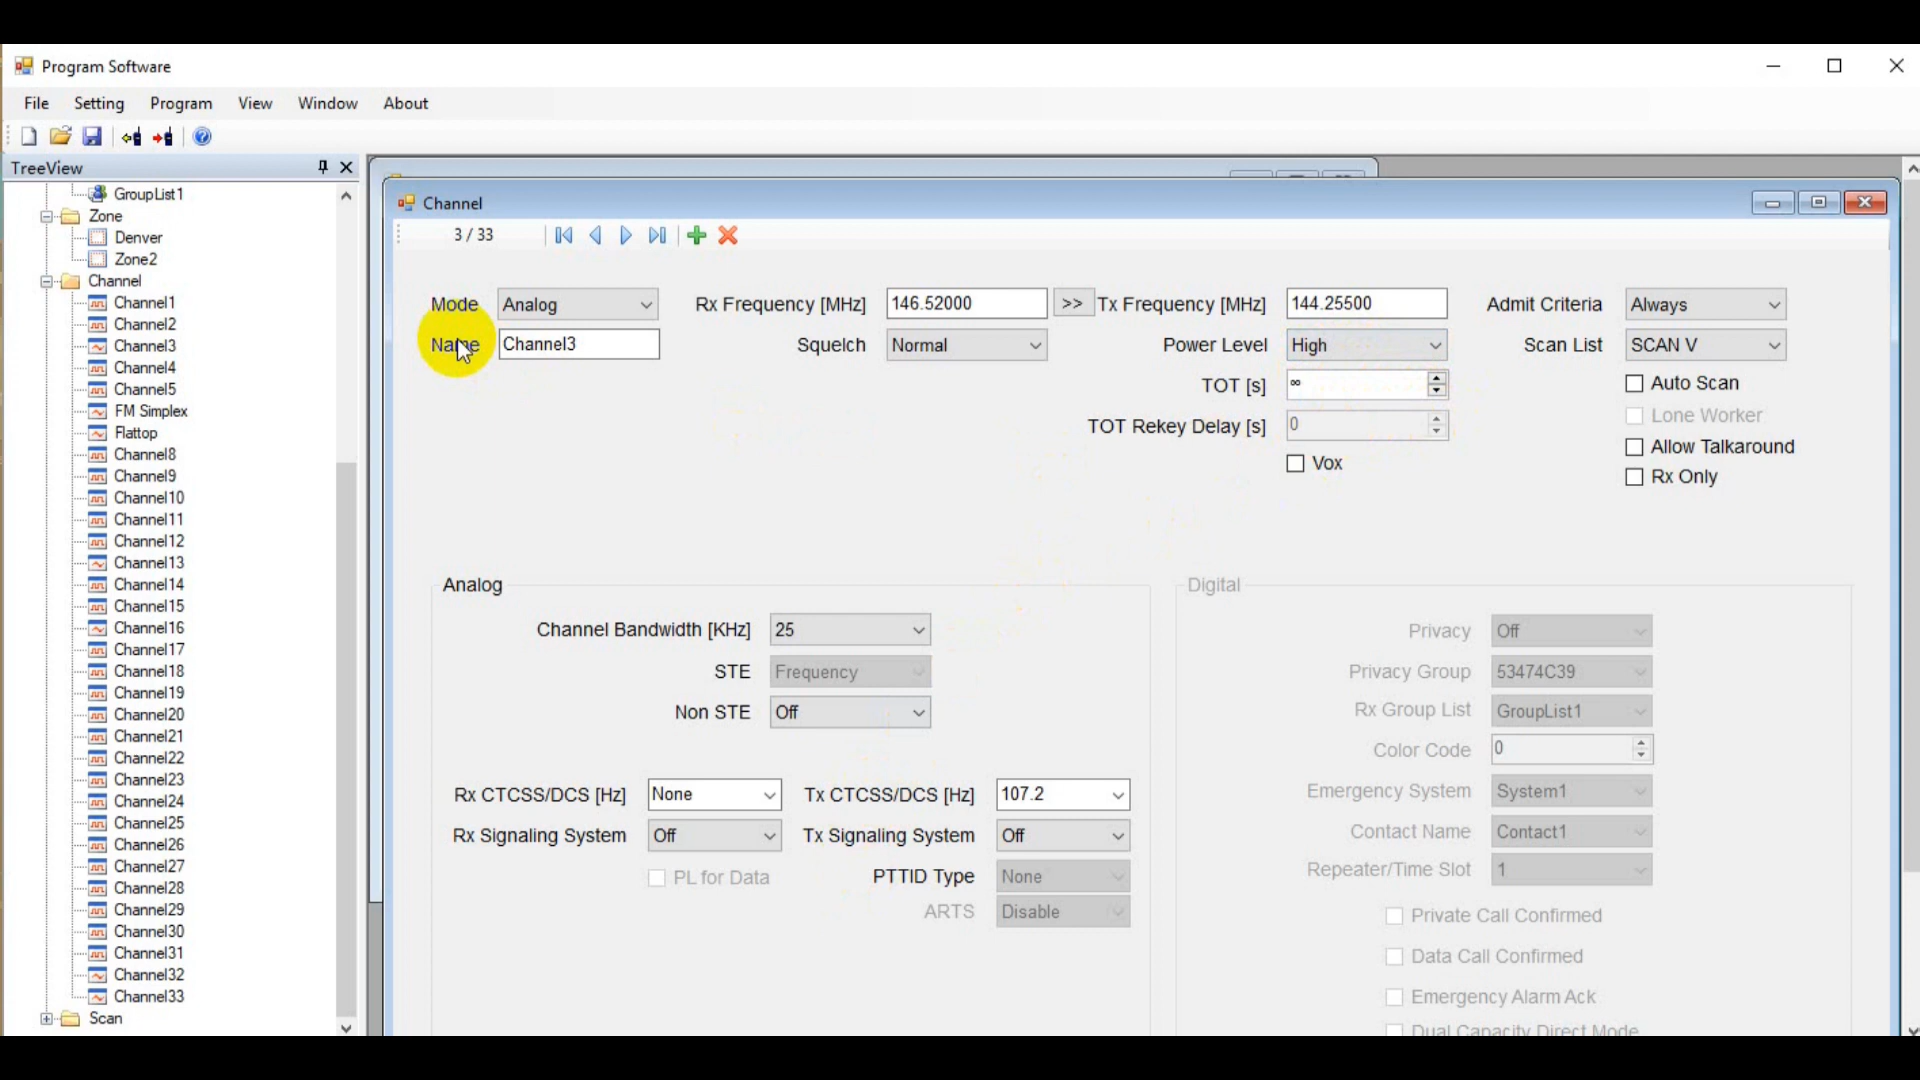 Program Software
File Setting Program View Window About
TreeView
GroupList1
Zone
Denver
Zone2
Channel
Channel1
Channel2
Channel3
Channel4
Channel5
FM Simplex
Flattop
Channel8
Channel9
Channel10
Channel11
Channel12
Channel13
Channel14
Channel15
Channel16
Channel17
Channel18
Channel19
Channel20
Channel21
Channel22
Channel23
Channel24
Channel25
Channel26
Channel27
Channel28
Channel29
Channel30
Channel31
Channel32
Channel33
Scan
Channel
3 / 33
Mode Analog Rx Frequency [MHz] 146.52000 >> Tx Frequency [MHz] 144.25500 Admit Criteria Always
Name Channel3 Squelch Normal Power Level High Scan List SCAN V
TOT [s] ∞ Auto Scan
Lone Worker
TOT Rekey Delay [s] 0
Allow Talkaround
Vox
Rx Only
Analog
Channel Bandwidth [KHz] 25
STE Frequency
Non STE Off
Rx CTCSS/DCS [Hz] None Tx CTCSS/DCS [Hz] 107.2
Rx Signaling System Off Tx Signaling System Off
PL for Data PTTID Type None
ARTS Disable
Digital
Privacy Off
Privacy Group 53474C39
Rx Group List GroupList1
Color Code 0
Emergency System System1
Contact Name Contact1
Repeater/Time Slot 1
Private Call Confirmed
Data Call Confirmed
Emergency Alarm Ack
Dual Capacity Direct Mode